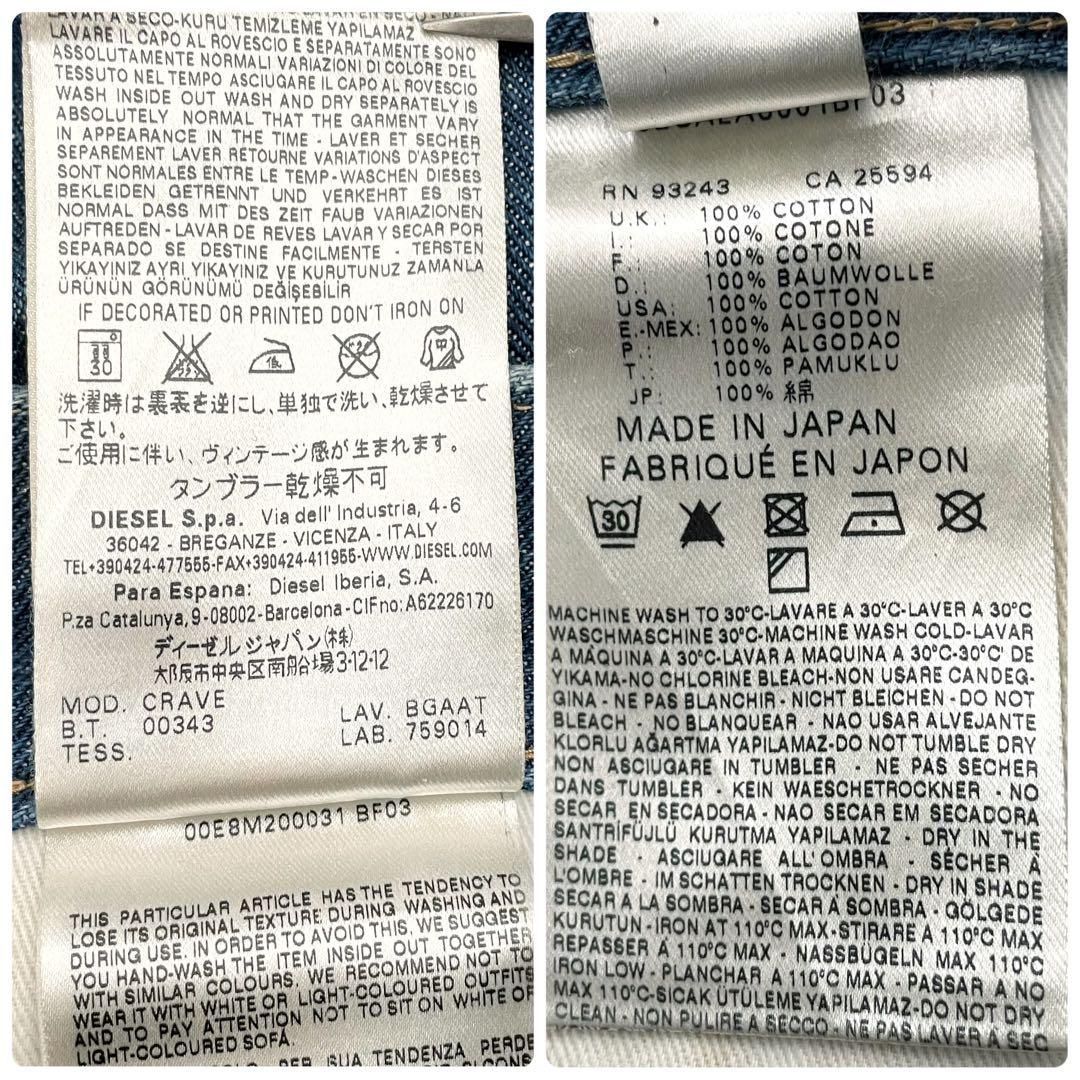 LAVAR A SECO-KURU TEMIZLEME YAPILAMAZ
LAVARE IL CAPO AL ROVESCIO E SEPARATAMENTE SONO
ASSOLUTAMENTE NORMALI VARIAZIONI DI COLORE DEL
TESSUTO NEL TEMPO ASCIUGARE IL CAPO AL ROVESCIO
WASH INSIDE OUT WASH AND DRY SEPARATELY IS
ABSOLUTELY NORMAL THAT THE GARMENT VARY
IN APPEARANCE IN THE TIME - LAVER ET SECHER
SEPAREMENT LAVER RETOURNE VARIATIONS D'ASPECT
SONT NORMALES ENTRE LE TEMP-WASCHEN DIESES
BEKLEIDEN GETRENNT UND VERKEHRT ES IST
NORMAL DASS MIT DES ZEIT FAUB VARIAZIONEN
AUFTREDEN - LAVAR DE REVES LAVAR Y SECAR POR
SEPARADO SE DESTINE FACILMENTE - TERSTEN
YIKAYINIZ AYRI YIKAYINIZ VE KURUTUNUZ ZAMANLA
ÜRÜNÜN GÖRÜNÜMÜ DEĞİŞEBİLİR
IF DECORATED OR PRINTED DON'T IRON ON
30 低 中
洗濯時は裏表を逆にし、単独で洗い、乾燥させて
下さい。
ご使用に伴い、ヴィンテージ感が生まれます。
タンブラー乾燥不可
DIESEL S.p.a. Via dell' Industria, 4-6
36042 - BREGANZE - VICENZA - ITALY
TEL+390424-477555-FAX+390424-411955-WWW.DIESEL.COM
Para Espana: Diesel Iberia, S.A.
P.za Catalunya, 9-08002-Barcelona-CIFno: A62226170
ディーゼル ジャパン(株)
大阪市中央区南船場3-12-12
MOD. CRAVE
B.T. 00343
TESS.
LAV. BGAAT
LAB. 759014
00E8M200031 BF03
THIS PARTICULAR ARTICLE HAS THE TENDENCY TO
LOSE ITS ORIGINAL TEXTURE DURING WASHING AND
DURING USE. IN ORDER TO AVOID THIS, WE SUGGEST
YOU HAND-WASH THE ITEM INSIDE OUT TOGETHER
WITH SIMILAR COLOURS. WE RECOMMEND NOT TO
WEAR IT WITH WHITE OR LIGHT-COLOURED OUTFITS
AND TO PAY ATTENTION NOT TO SIT ON WHITE OR
LIGHT-COLOURED SOFÁ.
PER SUA TENDENZA PERDE
RN 93243 CA 25594
U.K.: 100% COTTON
I.: 100% COTONE
F.: 100% COTON
D.: 100% BAUMWOLLE
USA: 100% COTTON
E.-MEX: 100% ALGODON
P.: 100% ALGODAO
T.: 100% PAMUKLU
JP: 100% 綿
MADE IN JAPAN
FABRIQUÉ EN JAPON
30
MACHINE WASH TO 30°C-LAVARE A 30°C-LAVER A 30°C
WASCHMASCHINE 30°C-MACHINE WASH COLD-LAVAR
A MAQUINA A 30°C-LAVAR A MAQUINA A 30°C-30°C' DE
YIKAMA-NO CHLORINE BLEACH-NON USARE CANDEG-
GINA - NE PAS BLANCHIR - NICHT BLEICHEN - DO NOT
BLEACH - NO BLANQUEAR - NAO USAR ALVEJANTE
KLORLU AĞARTMA YAPILAMAZ-DO NOT TUMBLE DRY
NON ASCIUGARE IN TUMBLER - NE PAS SECHER
DANS TUMBLER - KEIN WAESCHETROCKNER - NO
SECAR EN SECADORA - NAO SECAR EM SECADORA
SANTRİFÜJLÜ KURUTMA YAPILAMAZ - DRY IN THE
SHADE - ASCIUGARE ALL'OMBRA - SÉCHER À
L'OMBRE - IM SCHATTEN TROCKNEN - DRY IN SHADE
SECAR A LA SOMBRA - SECAR Á SOMBRA - GÖLGEDE
KURUTUN - IRON AT 110°C MAX - STIRARE A 110°C MAX
REPASSER Á 110°C MAX - NASSBÜGELN MAX 110°C
IRON LOW - PLANCHAR A 110°C MAX - PASSAR A NO
MAX 110°C-SICAK ÜTÜLEME YAPILAMAZ-DO NOT DRY
CLEAN - NON PULIRE A SECCO - NE PAS LAVER A SEC